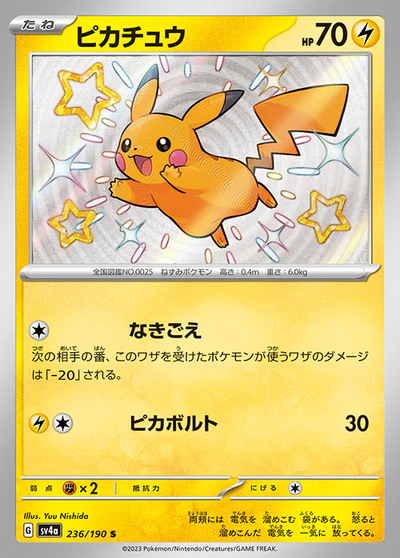 たね ピカチュウ HP70
全国図鑑NO.0025 ねずみポケモン 高さ：0.4m 重さ：6.0kg
なきごえ
次の相手の番、このワザを受けたポケモンが使うワザのダメージ
は「-20」される。
ピカボルト 30
弱点 ×2 抵抗力 にげる
Illus. Yuu Nishida
G sv4a 236/190 S
両頬には 電気を 溜めこむ 袋がある。 怒ると
溜めこんだ 電気を 一気に 放ってくる。
©2023 Pokémon/Nintendo/Creatures/GAME FREAK.